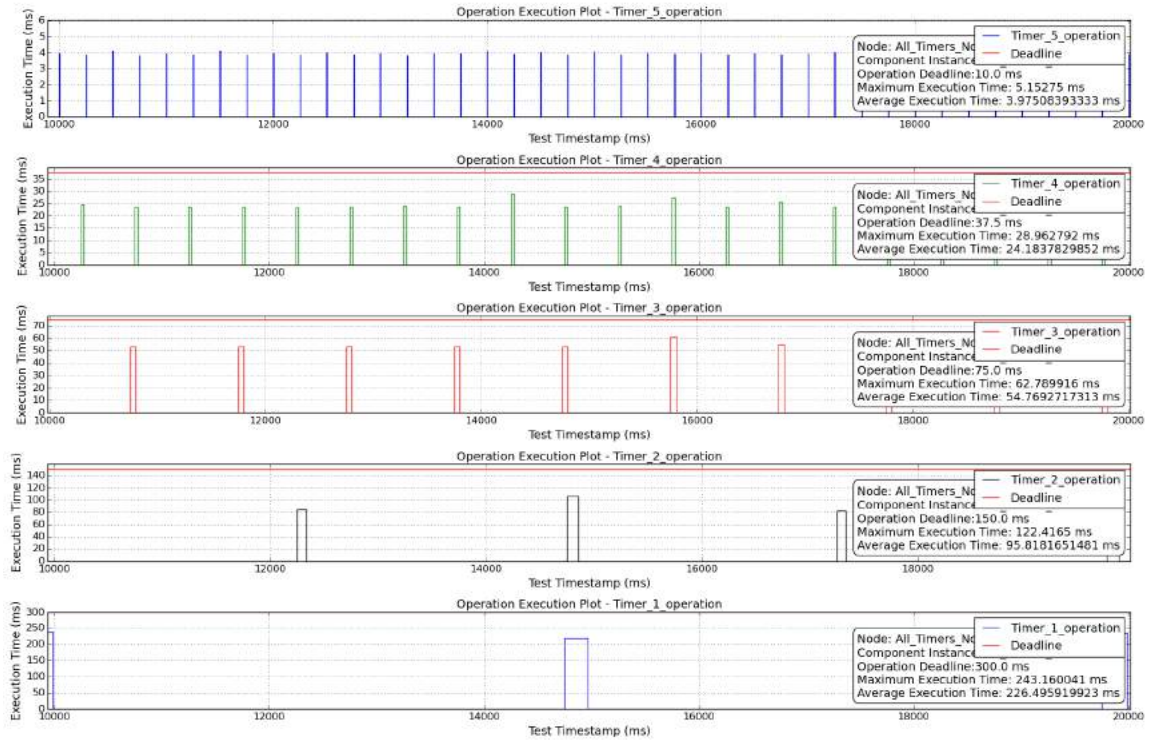 Operation Execution Plot - Timer_5_operation
Execution Time (ms)
6
5
4
3
2
1
0
Timer_5_operation
Deadline
Node: All_Timers_No
Component Instance:
Operation Deadline:10.0 ms
Maximum Execution Time: 5.15275 ms
Average Execution Time: 3.97508393333 ms
10000 12000 14000 16000 18000 20000
Test Timestamp (ms)
Operation Execution Plot - Timer_4_operation
Execution Time (ms)
35
30
25
20
15
10
5
0
Timer_4_operation
Deadline
Node: All_Timers_No
Component Instance
Operation Deadline:37.5 ms
Maximum Execution Time: 28.962792 ms
Average Execution Time: 24.1837829852 ms
10000 12000 14000 16000 18000 20000
Test Timestamp (ms)
Operation Execution Plot - Timer_3_operation
Execution Time (ms)
70
60
50
40
30
20
10
0
Timer_3_operation
Deadline
Node: All_Timers_No
Component Instance
Operation Deadline:75.0 ms
Maximum Execution Time: 62.789916 ms
Average Execution Time: 54.7692717313 ms
10000 12000 14000 16000 18000 20000
Test Timestamp (ms)
Operation Execution Plot - Timer_2_operation
Execution Time (ms)
140
120
100
80
60
40
20
0
Timer_2_operation
Deadline
Node: All_Timers_No
Component Instance
Operation Deadline:150.0 ms
Maximum Execution Time: 122.4165 ms
Average Execution Time: 95.8181651481 ms
10000 12000 14000 16000 18000
Test Timestamp (ms)
Operation Execution Plot - Timer_1_operation
Execution Time (ms)
300
250
200
150
100
50
0
Timer_1_operation
Deadline
Node: All_Timers_No
Component Instance
Operation Deadline:300.0 ms
Maximum Execution Time: 243.160041 ms
Average Execution Time: 226.495919923 ms
10000 12000 14000 16000 18000 20000
Test Timestamp (ms)